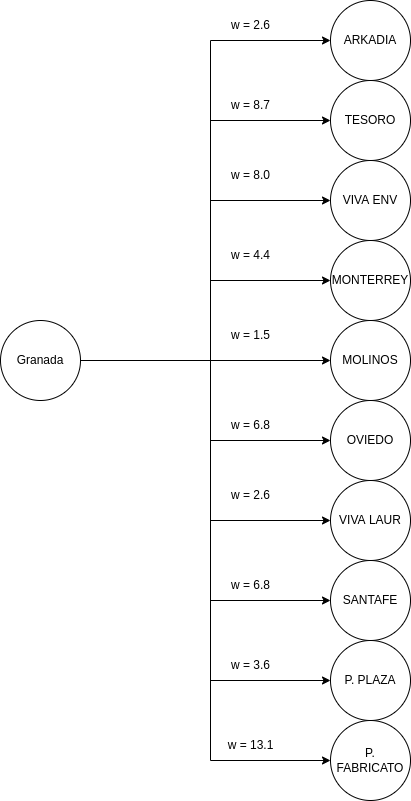 w = 2.6
ARKADIA
w = 8.7
TESORO
w = 8.0
VIVA ENV
w = 4.4
MONTERREY
w = 1.5
Granada
MOLINOS
w = 6.8
OVIEDO
w = 2.6
VIVA LAUR
w = 6.8
SANTAFE
w = 3.6
P. PLAZA
w = 13.1
P.
FABRICATO